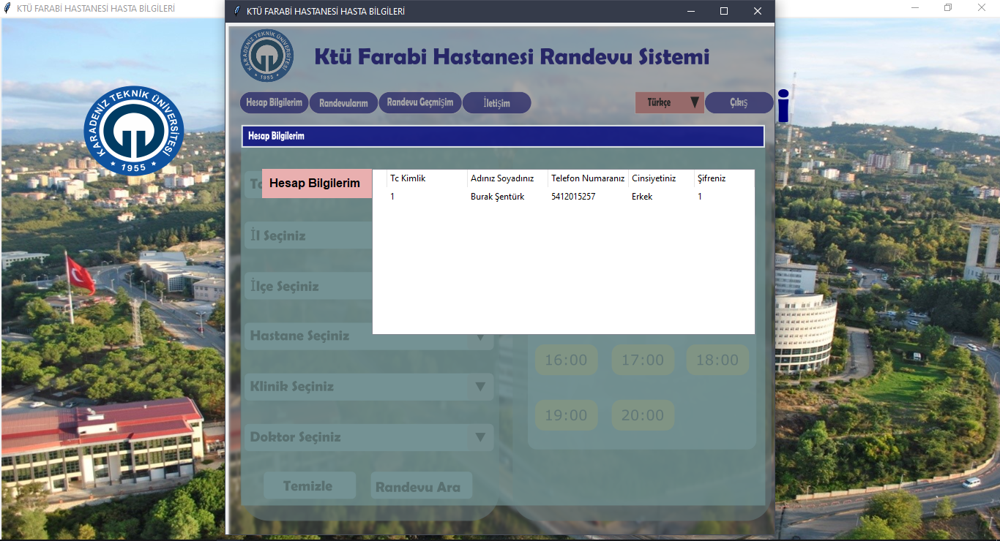 KTÜ FARABİ HASTANESİ HASTA BİLGİLERİ
KTÜ FARABİ HASTANESİ HASTA BİLGİLERİ
KARADENİZ TEKNİK ÜNİVERSİTESİ
1955
KARADENİZ TEKNİK ÜNİVERSİTESİ
1955
Ktü Farabi Hastanesi Randevu Sistemi
i
Hesap Bilgilerim Randevularım Randevu Geçmişim İletişim Türkçe Çıkış
Hesap Bilgilerim
Hesap Bilgilerim
Tc Kimlik Adınız Soyadınız Telefon Numaranız Cinsiyetiniz Şifreniz
1 Burak Şentürk 5412015257 Erkek 1
İl Seçiniz
İlçe Seçiniz
Hastane Seçiniz
16:00 17:00 18:00
Klinik Seçiniz
19:00 20:00
Doktor Seçiniz
Temizle Randevu Ara